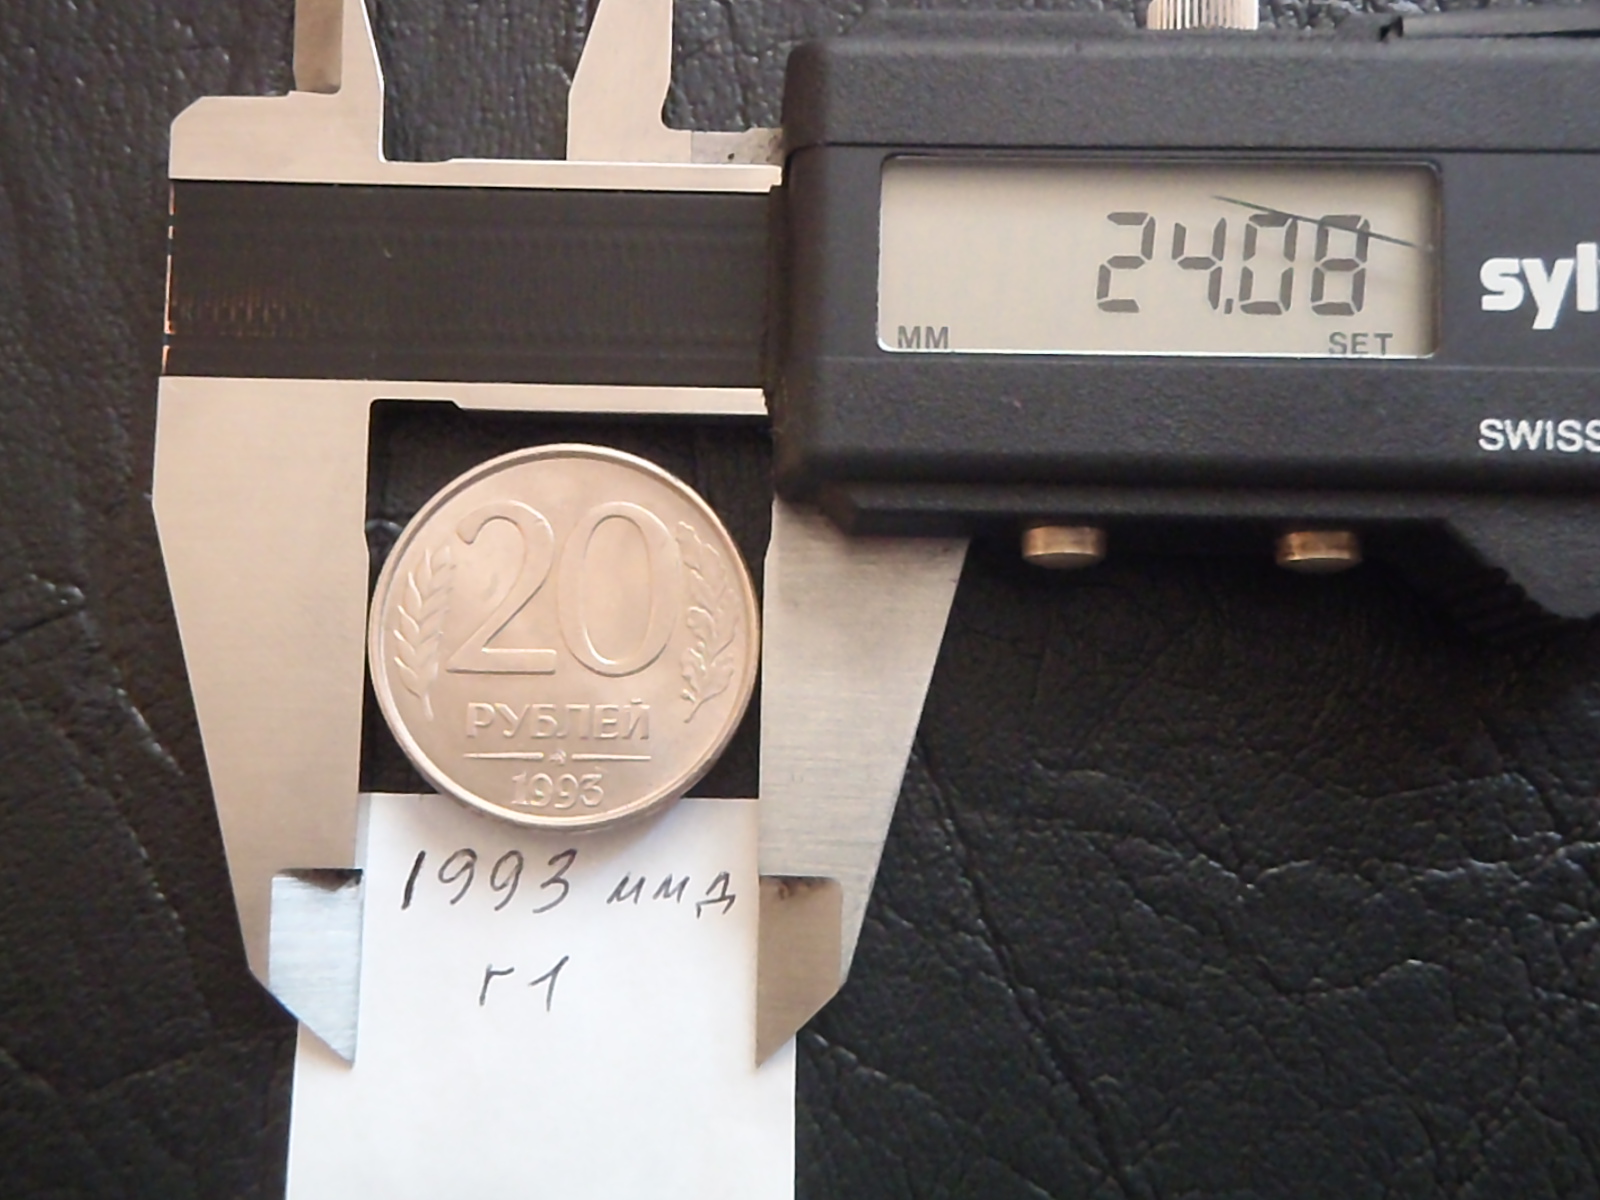 24.08
MM SET
syl
SWISS
20
РУБЛЕЙ
1993
1993 ммд
г1